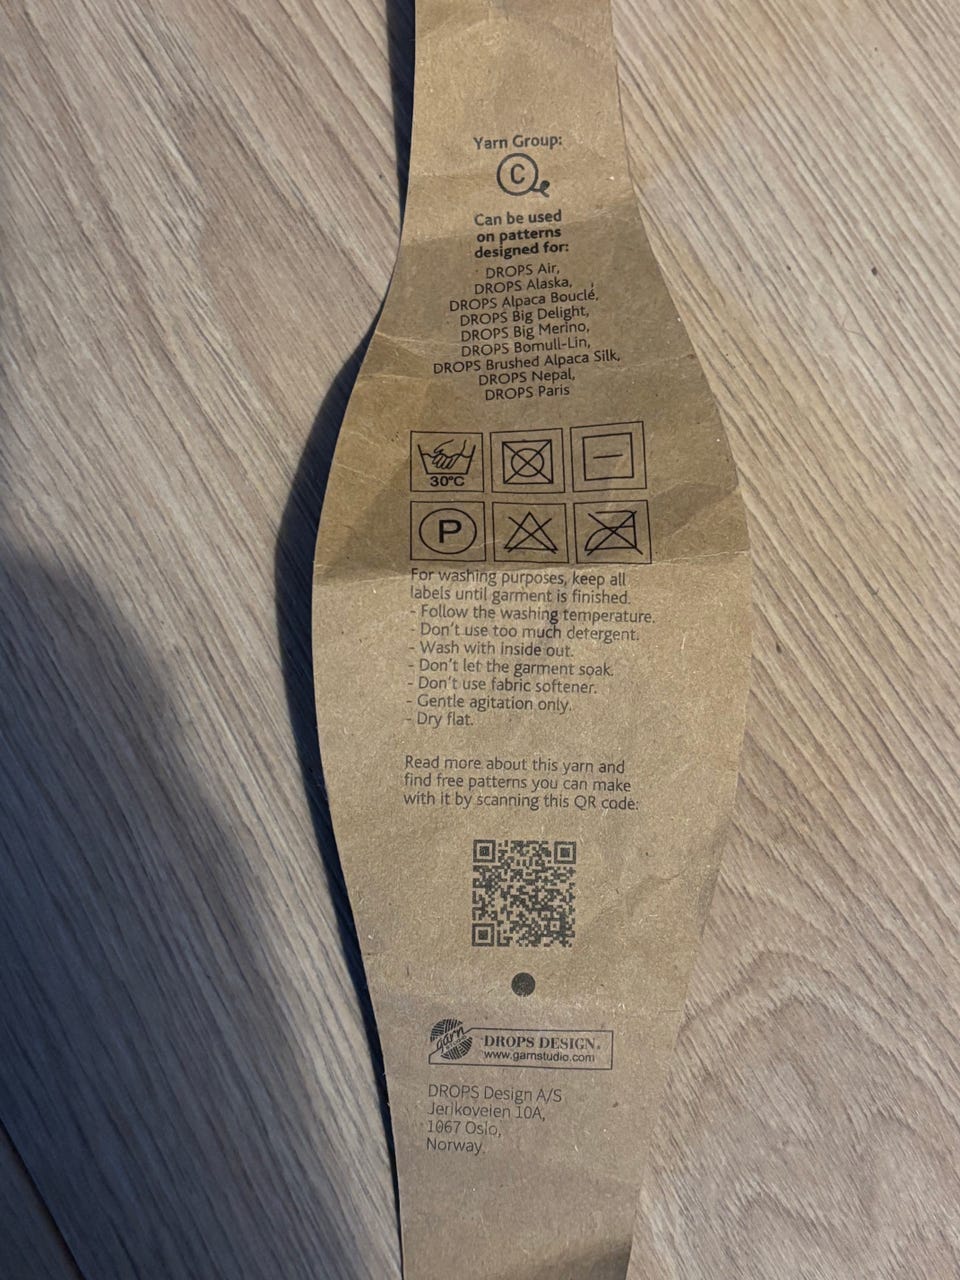 Yarn Group:
C
Can be used
on patterns
designed for:
DROPS Air,
DROPS Alaska,
DROPS Alpaca Bouclé,
DROPS Big Delight,
DROPS Big Merino,
DROPS Bomull-Lin,
DROPS Brushed Alpaca Silk,
DROPS Nepal,
DROPS Paris
30°C
P
For washing purposes, keep all
labels until garment is finished.
- Follow the washing temperature.
- Don't use too much detergent.
- Wash with inside out.
- Don't let the garment soak.
- Don't use fabric softener.
- Gentle agitation only.
- Dry flat.
Read more about this yarn and
find free patterns you can make
with it by scanning this QR code:
garn
DROPS DESIGN®
www.garnstudio.com
DROPS Design A/S
Jerikoveien 10A,
1067 Oslo,
Norway.